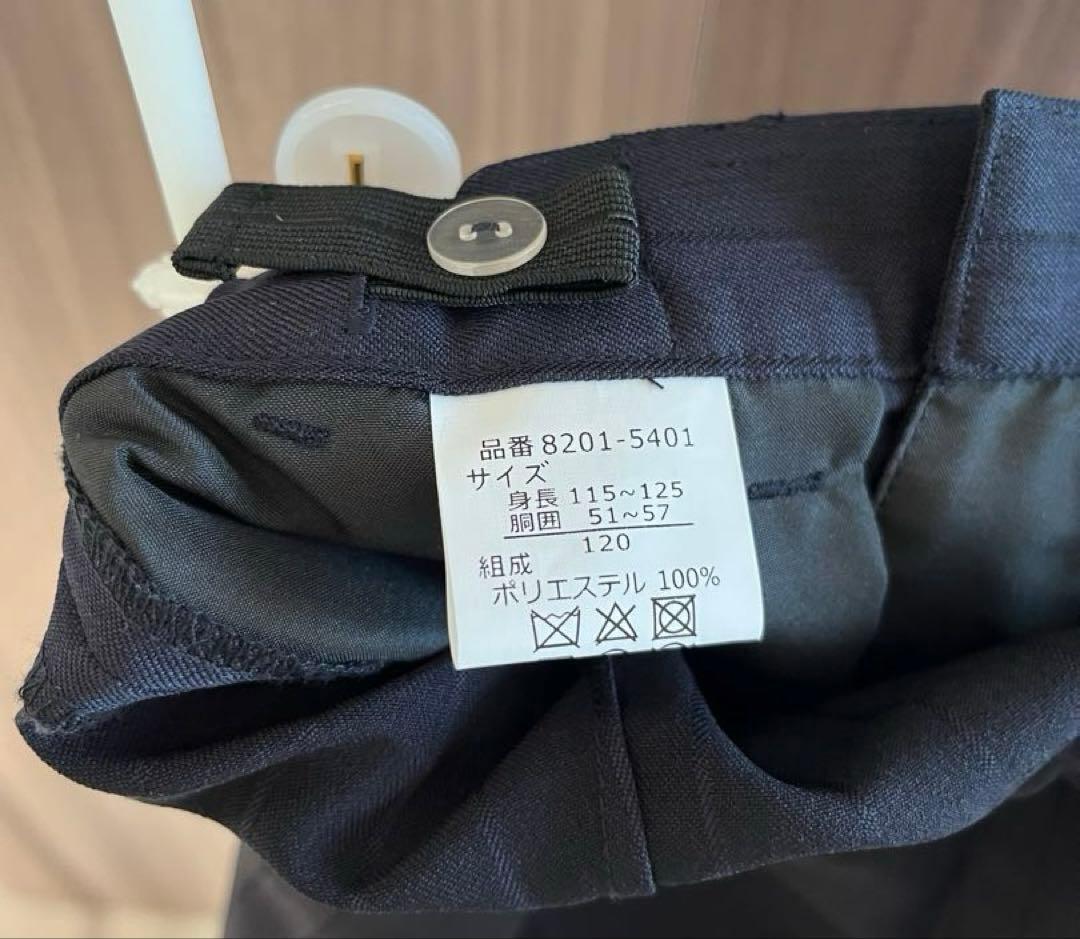 品番 8201-5401
サイズ
身長 115~125
胴囲 51~57
120
組成
ポリエステル 100%